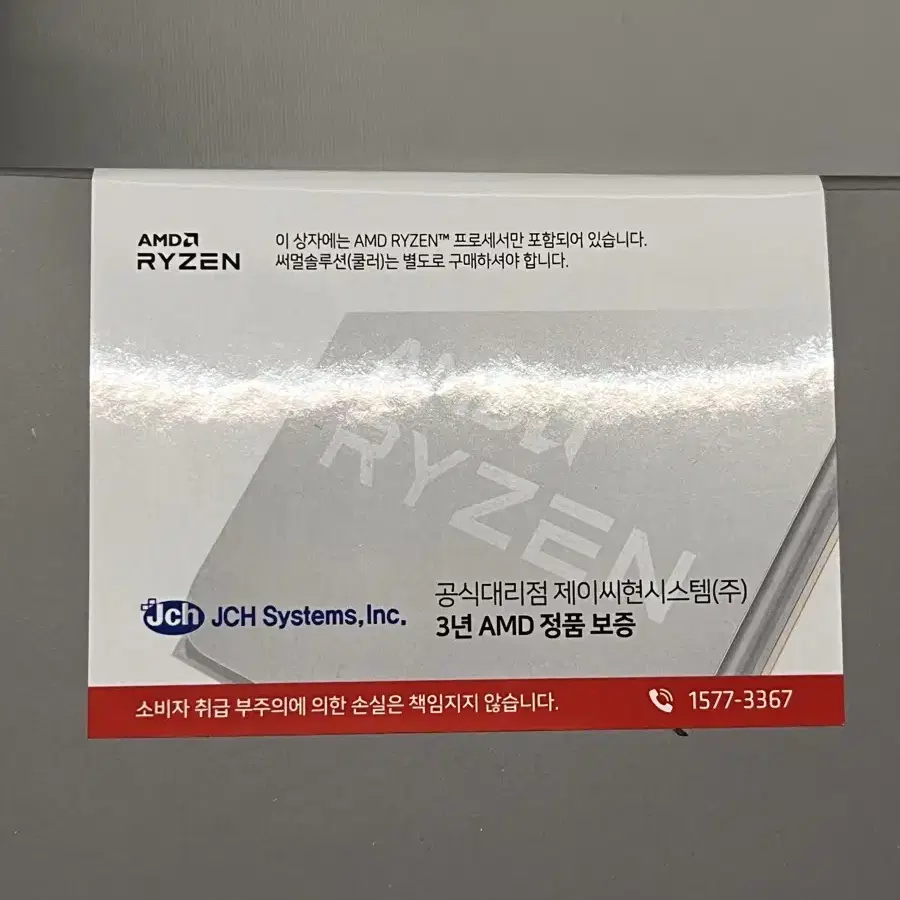 AMD
RYZEN
이 상자에는 AMD RYZEN™ 프로세서만 포함되어 있습니다.
써멀솔루션(쿨러)는 별도로 구매하셔야 합니다.
AMD
RYZEN
Jch JCH Systems,Inc.
공식대리점 제이씨현시스템(주)
3년 AMD 정품 보증
소비자 취급 부주의에 의한 손실은 책임지지 않습니다.
1577-3367